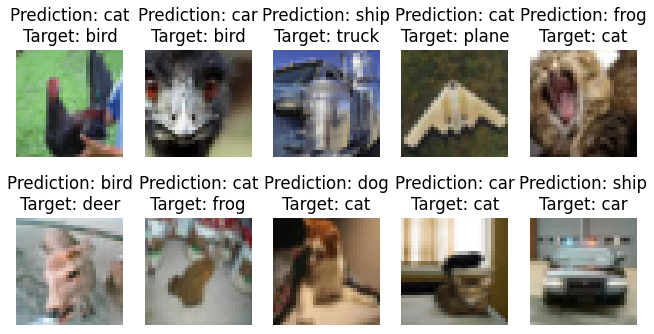 Prediction: cat
Target: bird
Prediction: car
Target: bird
Prediction: ship
Target: truck
Prediction: cat
Target: plane
Prediction: frog
Target: cat
Prediction: bird
Target: deer
Prediction: cat
Target: frog
Prediction: dog
Target: cat
Prediction: car
Target: cat
Prediction: ship
Target: car